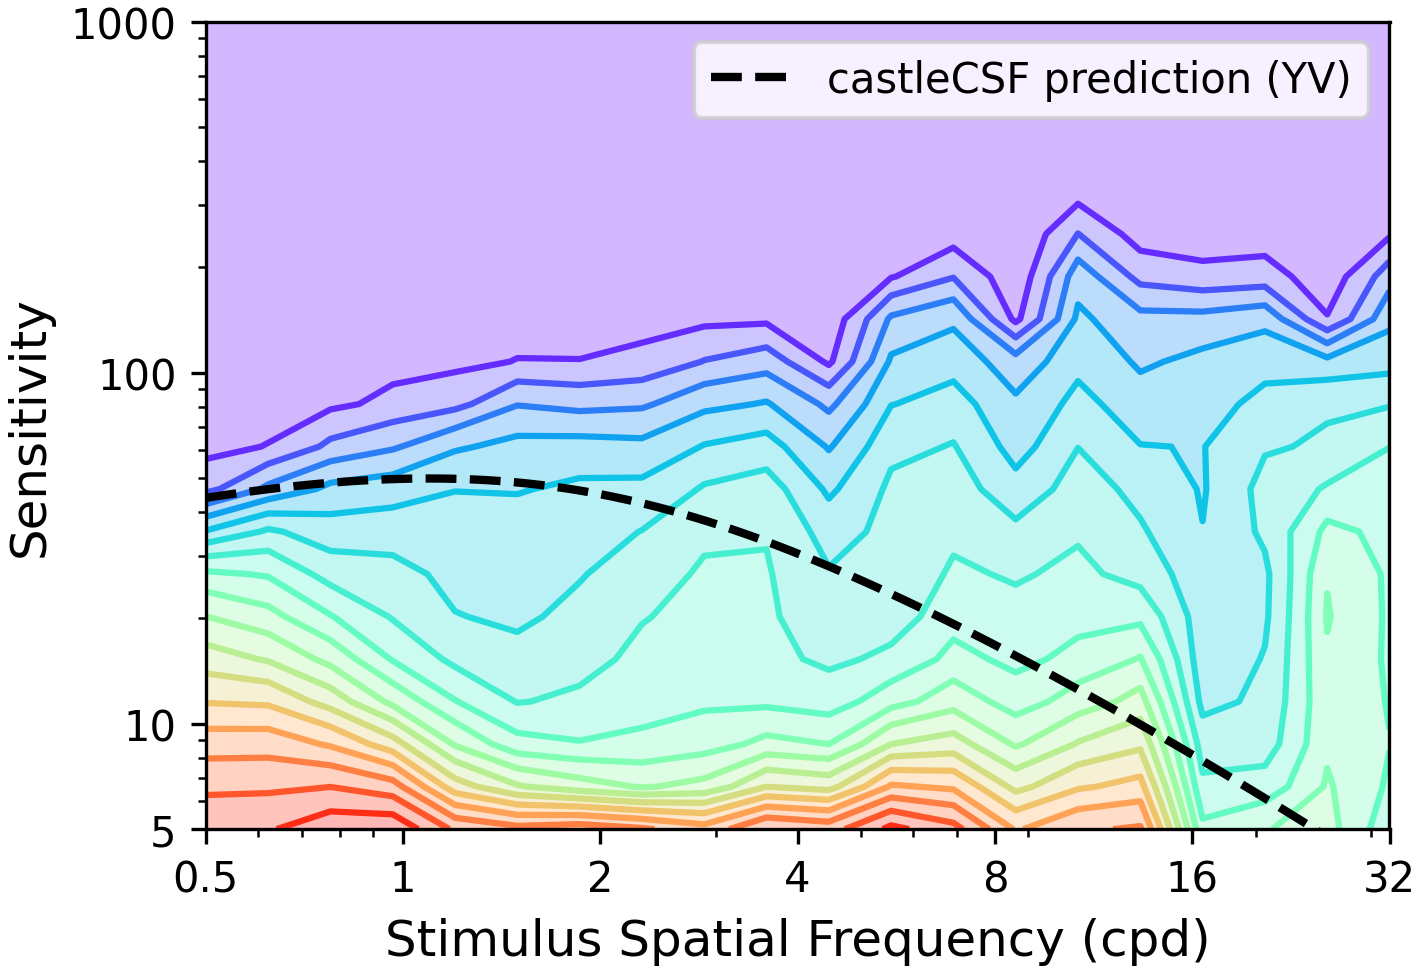 1000
100
10
5
Sensitivity
castleCSF prediction (YV)
0.5 1 2 4 8 16 32
Stimulus Spatial Frequency (cpd)